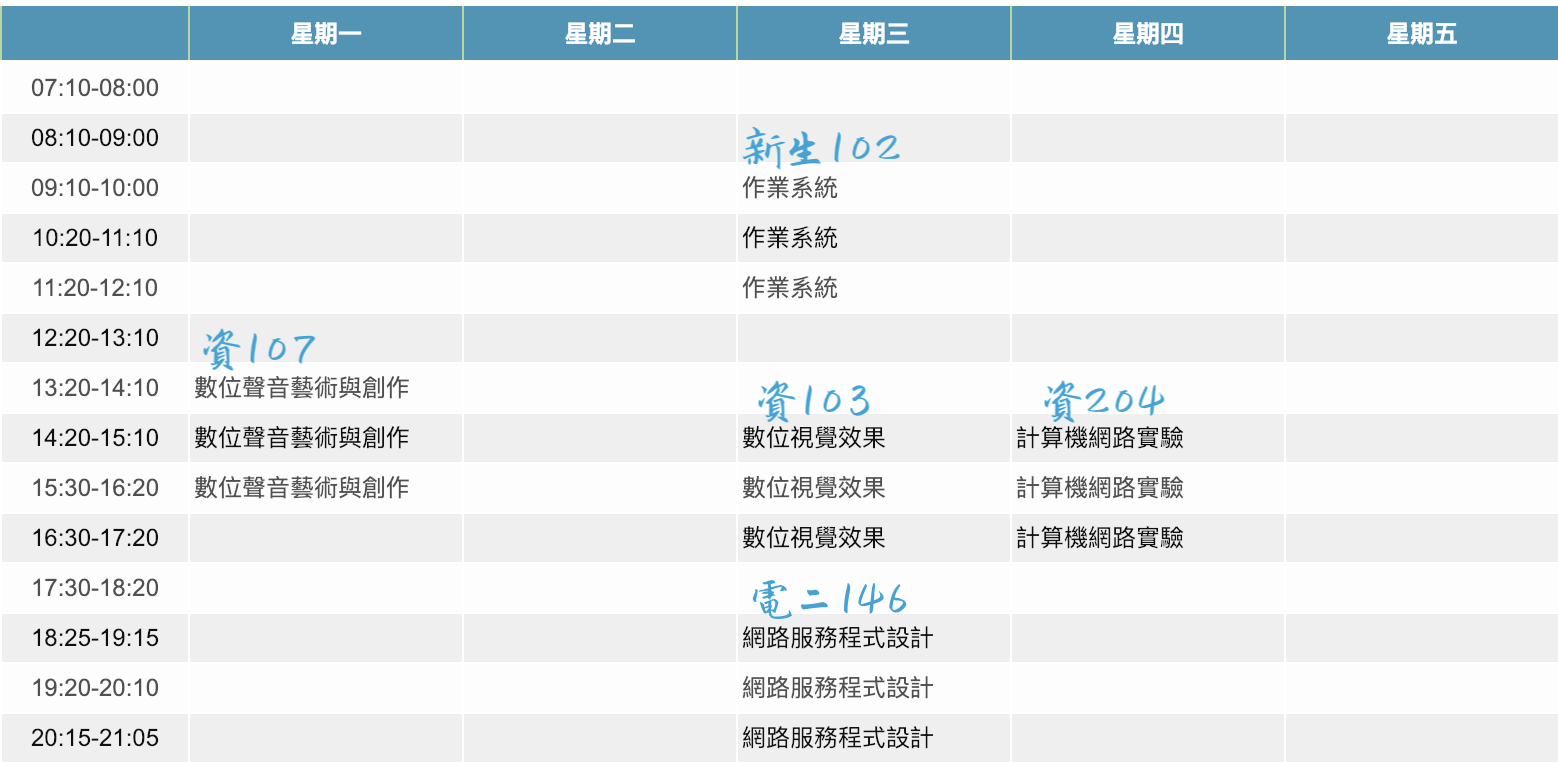 星期一 星期二 星期三 星期四 星期五
07:10-08:00
08:10-09:00 新生102
09:10-10:00 作業系統
10:20-11:10 作業系統
11:20-12:10 作業系統
12:20-13:10 資107
13:20-14:10 數位聲音藝術與創作 資103 資204
14:20-15:10 數位聲音藝術與創作 數位視覺效果 計算機網路實驗
15:30-16:20 數位聲音藝術與創作 數位視覺效果 計算機網路實驗
16:30-17:20 數位視覺效果 計算機網路實驗
17:30-18:20 電二146
18:25-19:15 網路服務程式設計
19:20-20:10 網路服務程式設計
20:15-21:05 網路服務程式設計